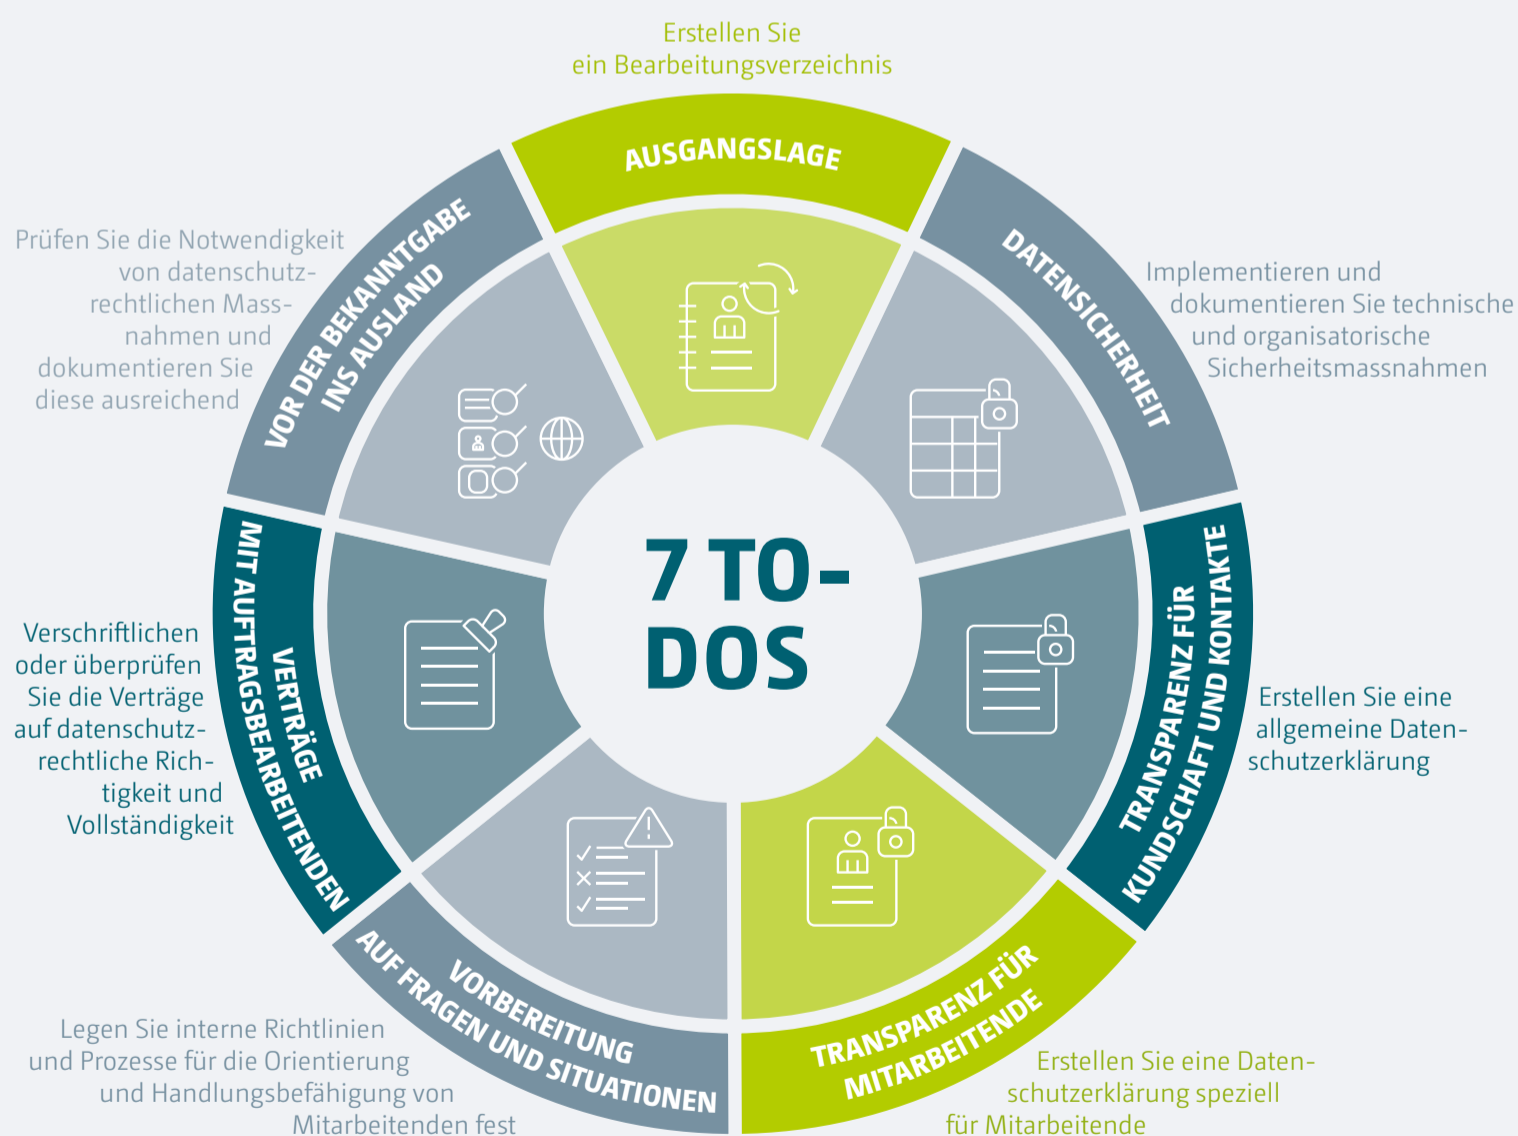 Erstellen Sie
ein Bearbeitungsverzeichnis
AUSGANGSLAGE
DATENSICHERHEIT
Implementieren und
dokumentieren Sie technische
und organisatorische
Sicherheitsmassnahmen
TRANSPARENZ FÜR
KUNDSCHAFT UND KONTAKTE
Erstellen Sie eine
allgemeine Daten-
schutzerklärung
TRANSPARENZ FÜR
MITARBEITENDE
Erstellen Sie eine Daten-
schutzerklärung speziell
für Mitarbeitende
VORBEREITUNG
AUF FRAGEN UND SITUATIONEN
Legen Sie interne Richtlinien
und Prozesse für die Orientierung
und Handlungsbefähigung von
Mitarbeitenden fest
VERTRÄGE
MIT AUFTRAGSBEARBEITENDEN
Verschriftlichen
oder überprüfen
Sie die Verträge
auf datenschutz-
rechtliche Rich-
tigkeit und
Vollständigkeit
VOR DER BEKANNTGABE
INS AUSLAND
Prüfen Sie die Notwendigkeit
von datenschutz-
rechtlichen Mass-
nahmen und
dokumentieren Sie
diese ausreichend
7 TO-
DOS